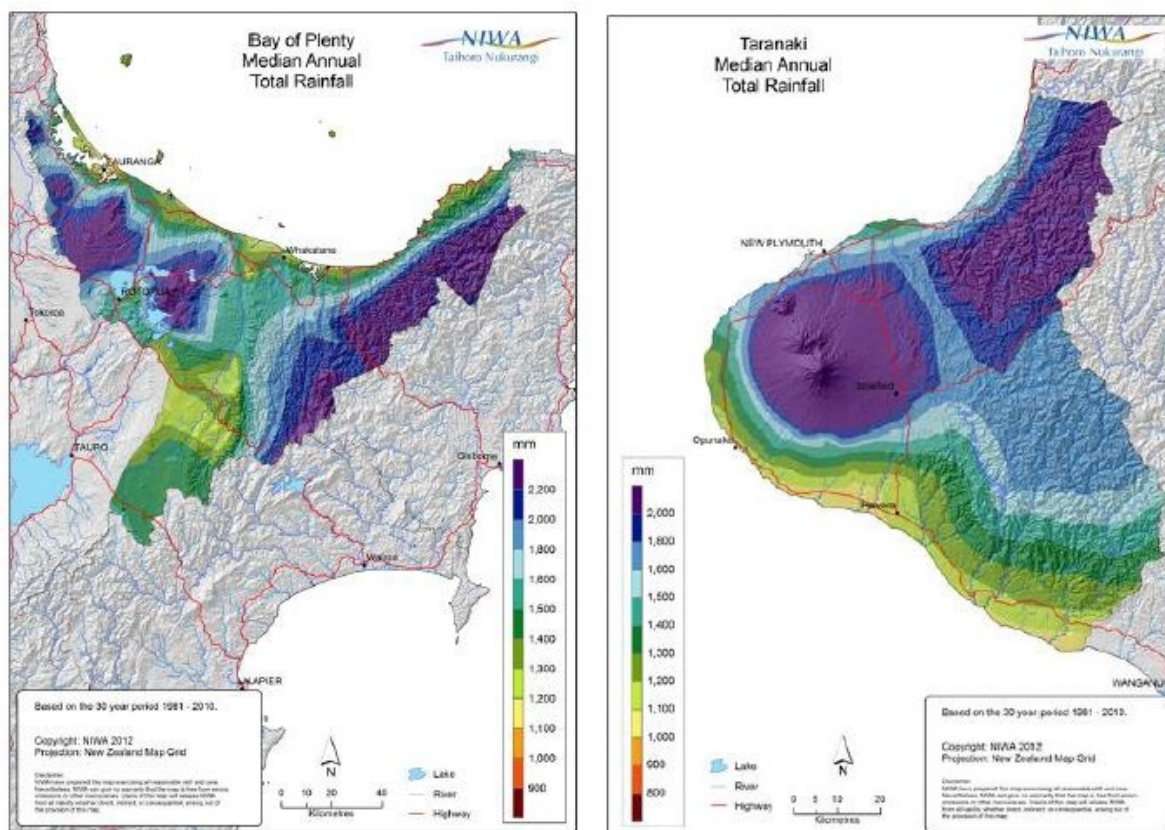 Bay of Plenty
Median Annual
Total Rainfall
NIWA
Taihoro Nukurangi
TAURANGA
Whakatane
ROTORUA
Tokoroa
TAUPO
Gisborne
Wairoa
NAPIER
mm
2,200
2,000
1,800
1,600
1,500
1,400
1,300
1,200
1,100
1,000
900
Based on the 30 year period 1981 - 2010.
Copyright: NIWA 2012
Projection: New Zealand Map Grid
Disclaimer:
N
40 20 0 40
Kilometres
Lake
River
Highway
Taranaki
Median Annual
Total Rainfall
NIWA
Taihoro Nukurangi
NEW PLYMOUTH
Stratford
Opunake
Hawera
WANGANUI
mm
2,000
1,800
1,600
1,500
1,400
1,300
1,200
1,100
1,000
900
800
Based on the 30 year period 1981 - 2010.
Copyright: NIWA 2012
Projection: New Zealand Map Grid
Disclaimer:
N
10 5 0 10 20
Kilometres
Lake
River
Highway